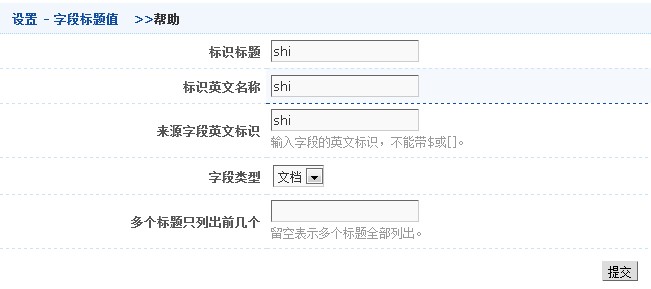 设置 - 字段标题值 >>帮助
标识标题 shi
标识英文名称 shi
来源字段英文标识 shi
输入字段的英文标识，不能带$或[]。
字段类型 文档
多个标题只列出前几个
留空表示多个标题全部列出。
提交